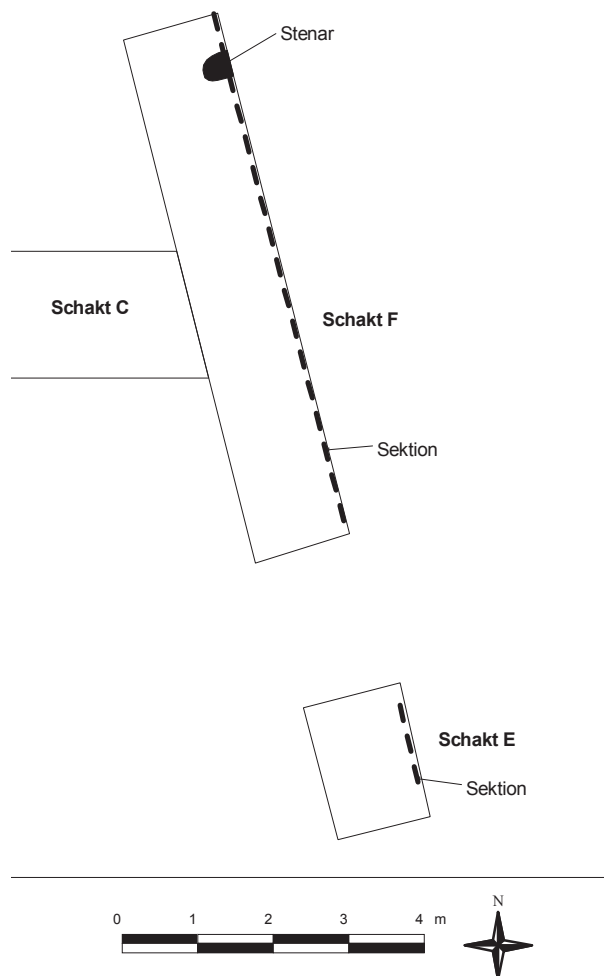 Stenar
Schakt C
Schakt F
Sektion
Schakt E
Sektion
0 1 2 3 4 m
N